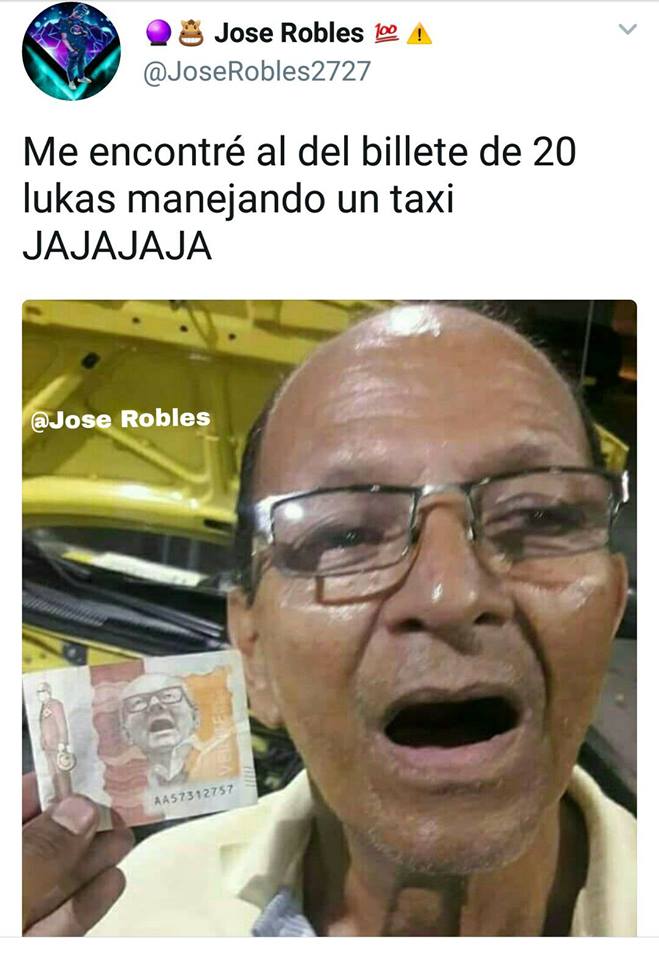 🔮🐴 Jose Robles 💯⚠️
@JoseRobles2727
Me encontré al del billete de 20
lukas manejando un taxi
JAJAJAJA
@Jose Robles
AA57312757